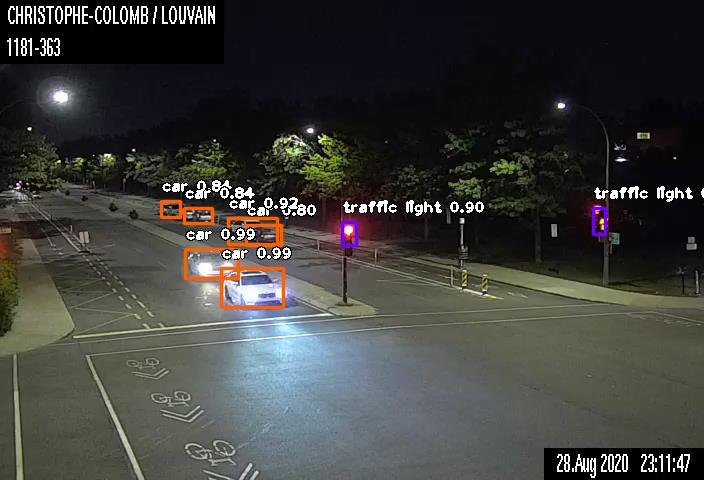 CHRISTOPHE-COLOMB / LOUVAIN
1181-363
car 0.84
car 0.84
car 0.92
car 0.80
traffic light 0.90
traffic light
car 0.99
car 0.99
28.Aug 2020 23:11:47